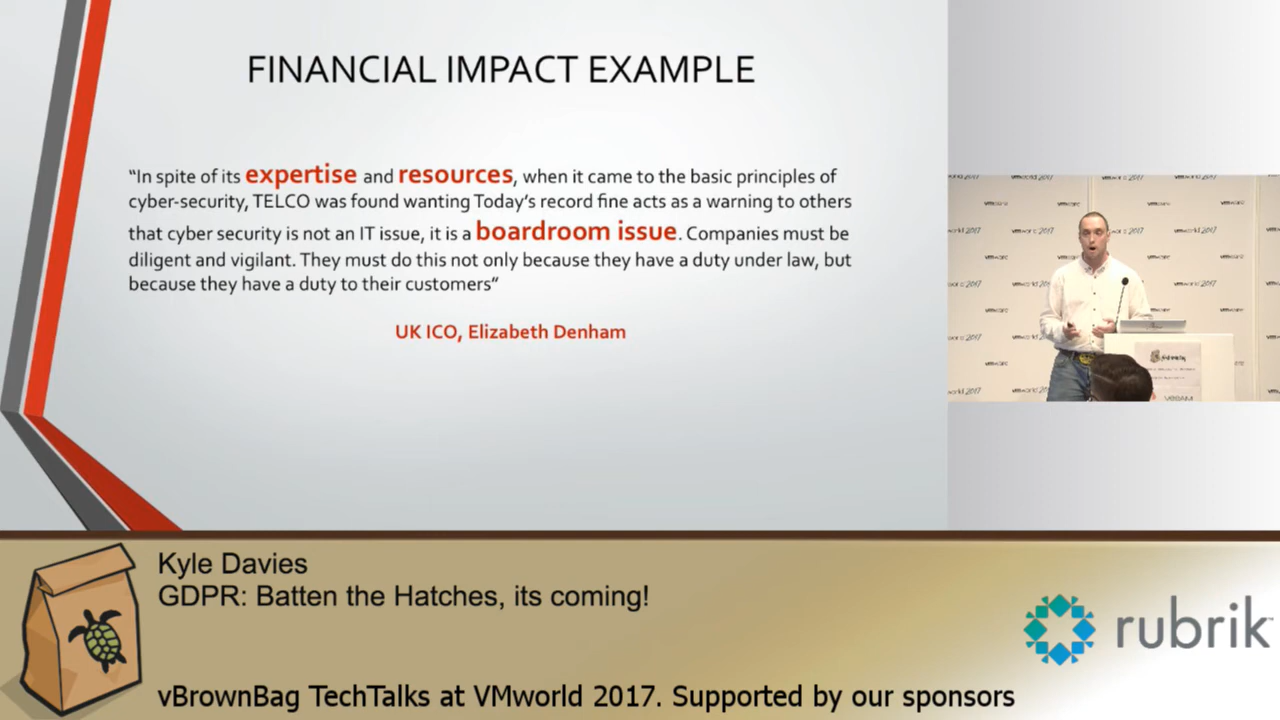 FINANCIAL IMPACT EXAMPLE
“In spite of its expertise and resources, when it came to the basic principles of
cyber-security, TELCO was found wanting Today’s record fine acts as a warning to others
that cyber security is not an IT issue, it is a boardroom issue. Companies must be
diligent and vigilant. They must do this not only because they have a duty under law, but
because they have a duty to their customers”
UK ICO, Elizabeth Denham
vmware
vmworld 2017
VEEAM
Kyle Davies
GDPR: Batten the Hatches, its coming!
rubrik
vBrownBag TechTalks at VMworld 2017. Supported by our sponsors